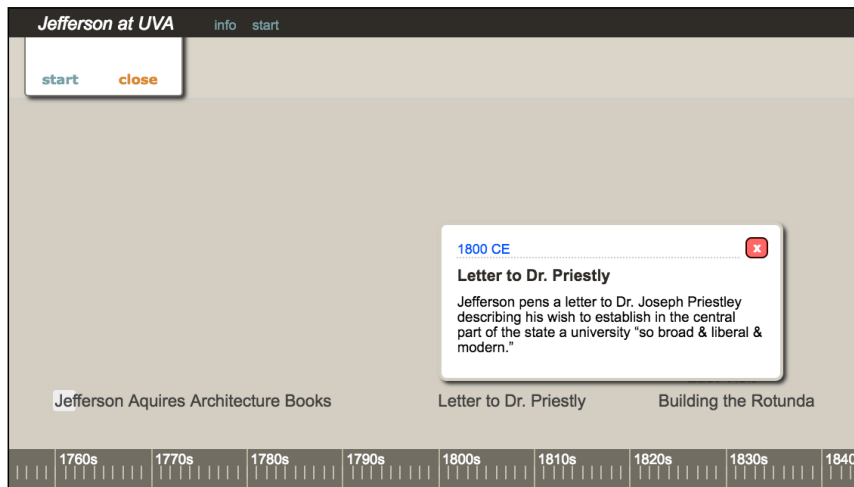 Jefferson at UVA info start
start close
1800 CE x
Letter to Dr. Priestly
Jefferson pens a letter to Dr. Joseph Priestley
describing his wish to establish in the central
part of the state a university “so broad & liberal &
modern.”
Jefferson Aquires Architecture Books Letter to Dr. Priestly Building the Rotunda
1760s 1770s 1780s 1790s 1800s 1810s 1820s 1830s 1840